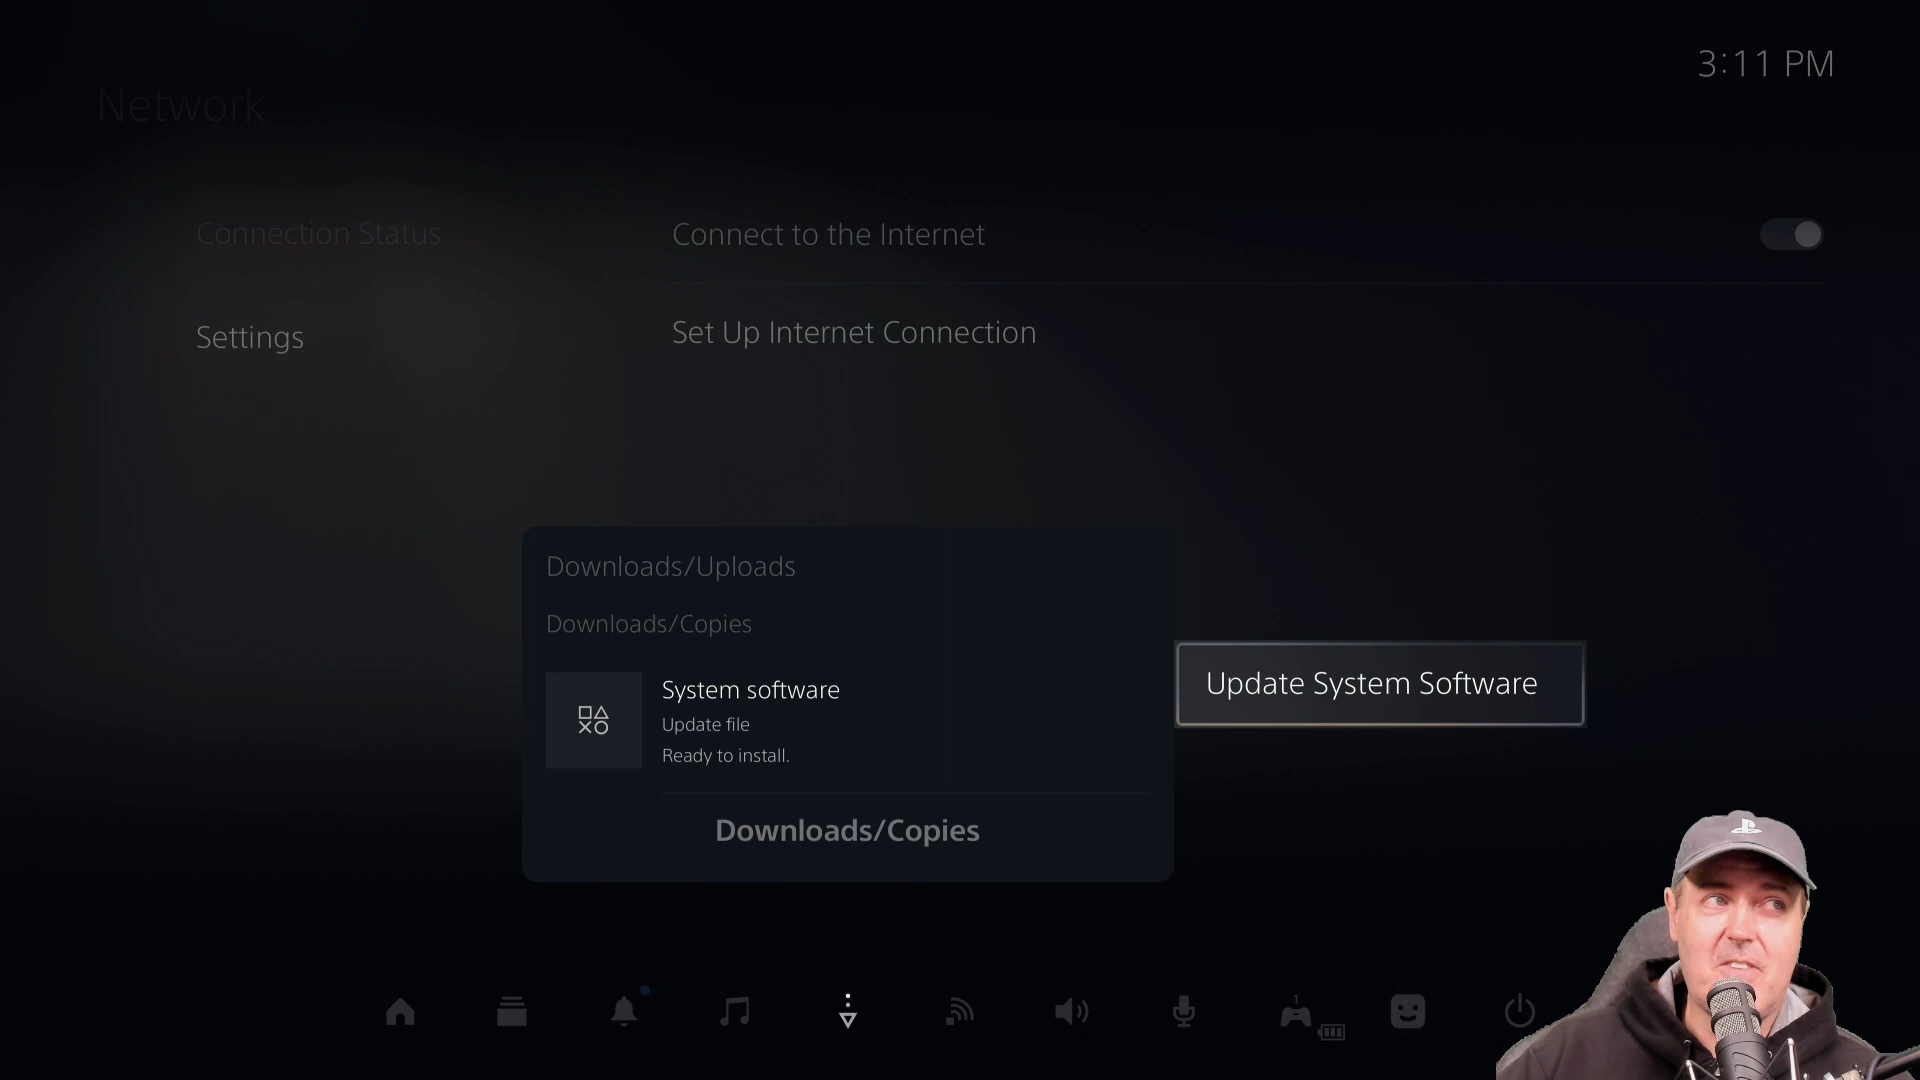 3:11 PM
Network
Connection Status
Connect to the Internet
Settings
Set Up Internet Connection
Downloads/Uploads
Downloads/Copies
System software
Update file
Ready to install.
Update System Software
Downloads/Copies
1